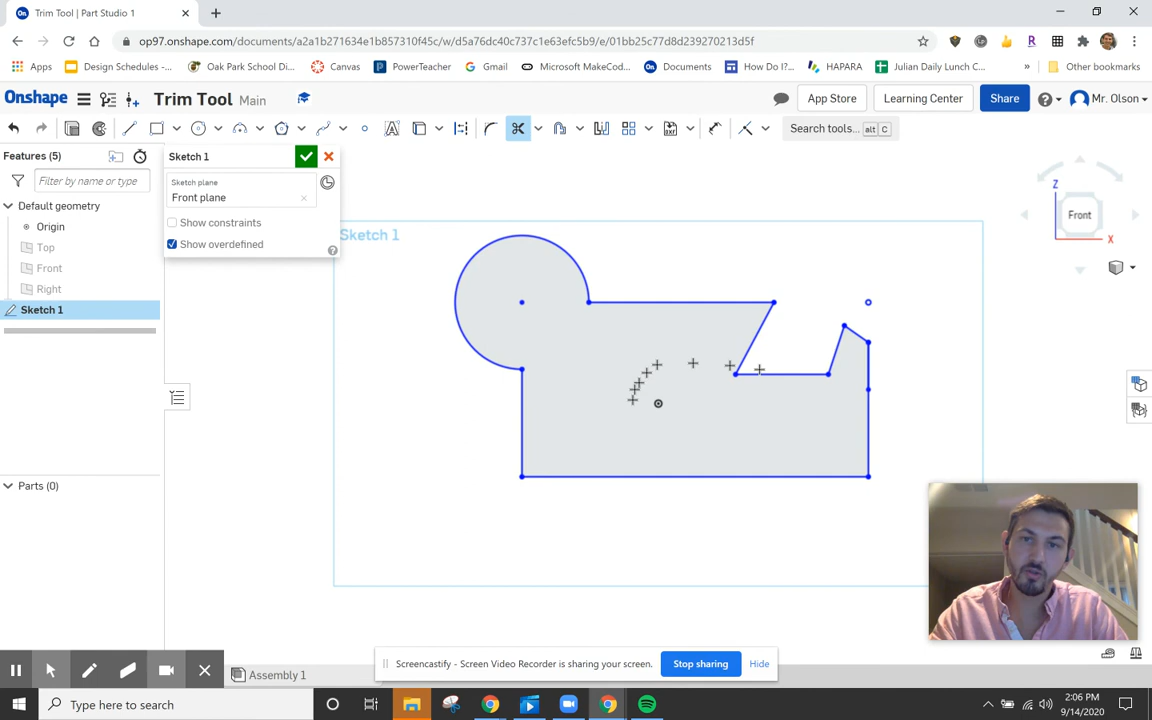 Trim Tool | Part Studio 1
op97.onshape.com/documents/a2a1b271634e1b857310f45c/w/d5a76dc40c737c1e63efc5b9/e/01bb25c77d8d239270213d5f
Apps
Design Schedules -...
Oak Park School Di...
Canvas
PowerTeacher
Gmail
Microsoft MakeCod...
Documents
How Do I?...
HAPARA
Julian Daily Lunch C...
»
Other bookmarks
Onshape
Trim Tool Main
App Store
Learning Center
Share
Mr. Olson
Search tools...
alt C
Features (5)
Filter by name or type
Default geometry
Origin
Top
Front
Right
Sketch 1
Parts (0)
Sketch 1
Sketch plane
Front plane
Show constraints
Show overdefined
Sketch 1
Z
Front
X
Assembly 1
Screencastify - Screen Video Recorder is sharing your screen.
Stop sharing
Hide
Type here to search
2:06 PM
9/14/2020